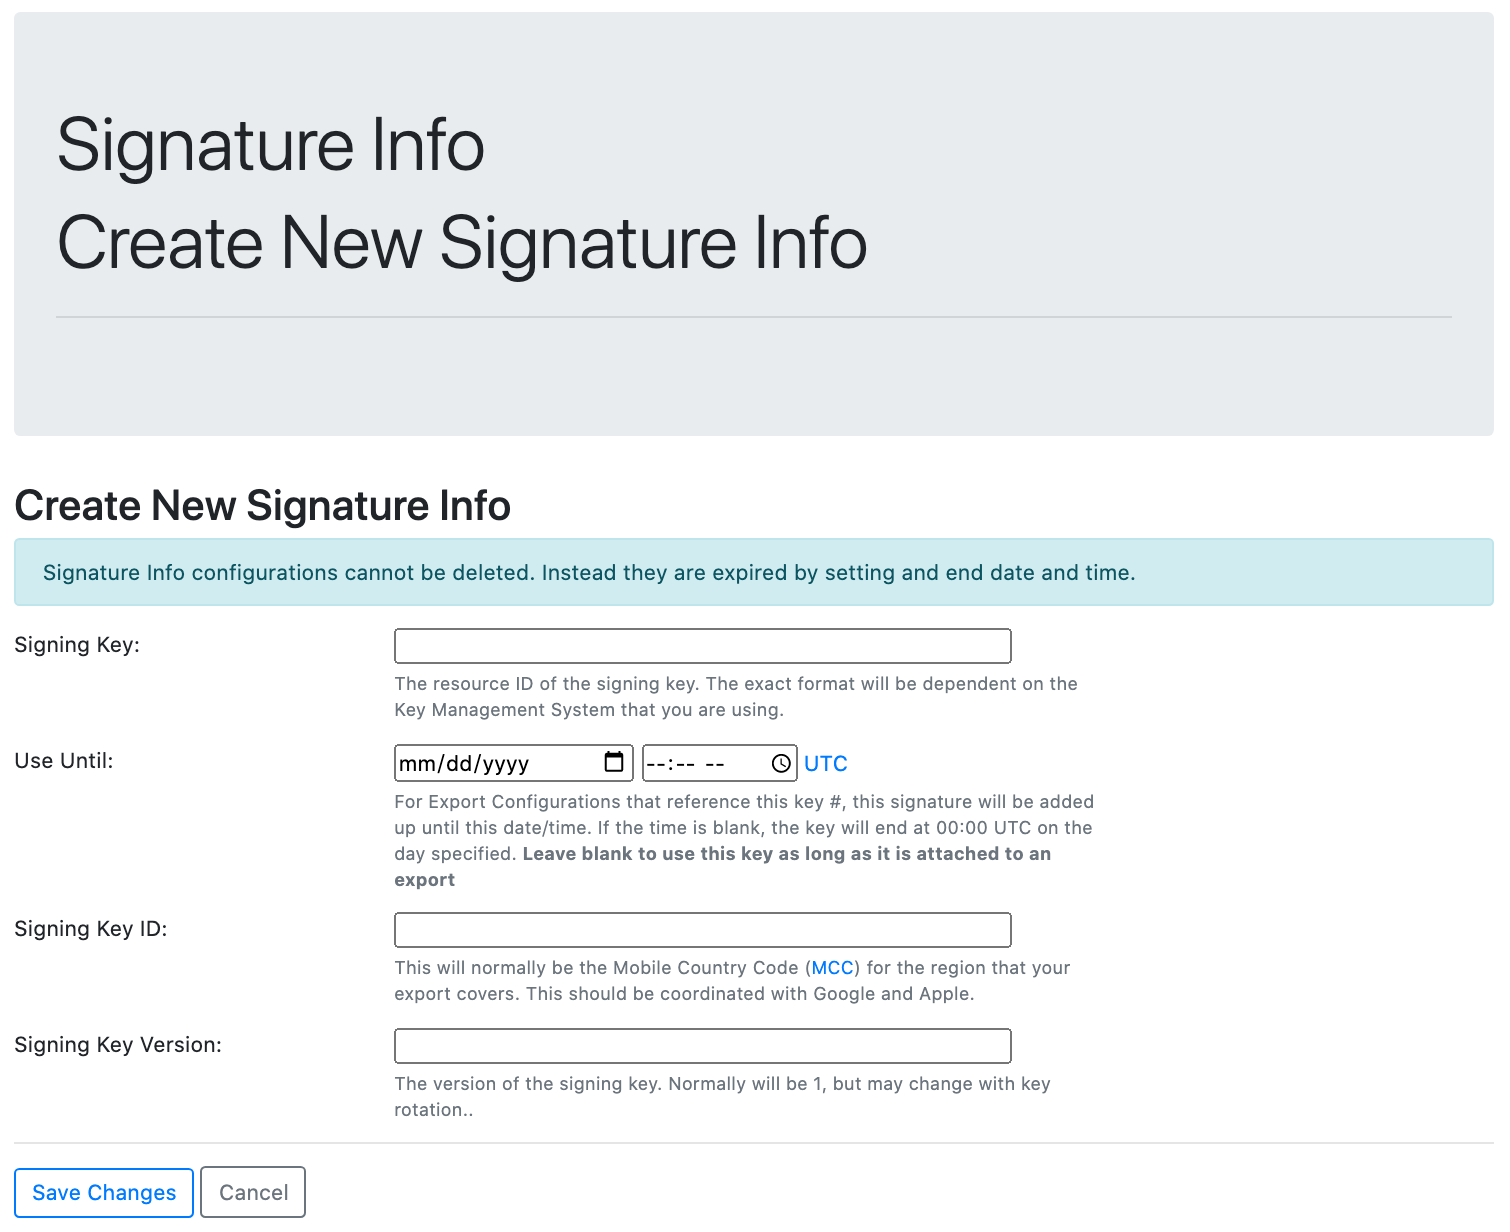 Signature Info
Create New Signature Info
Create New Signature Info
Signature Info configurations cannot be deleted. Instead they are expired by setting and end date and time.
Signing Key:
The resource ID of the signing key. The exact format will be dependent on the
Key Management System that you are using.
Use Until:
mm/dd/yyyy --:-- -- UTC
For Export Configurations that reference this key #, this signature will be added
up until this date/time. If the time is blank, the key will end at 00:00 UTC on the
day specified. Leave blank to use this key as long as it is attached to an
export
Signing Key ID:
This will normally be the Mobile Country Code (MCC) for the region that your
export covers. This should be coordinated with Google and Apple.
Signing Key Version:
The version of the signing key. Normally will be 1, but may change with key
rotation..
Save Changes Cancel